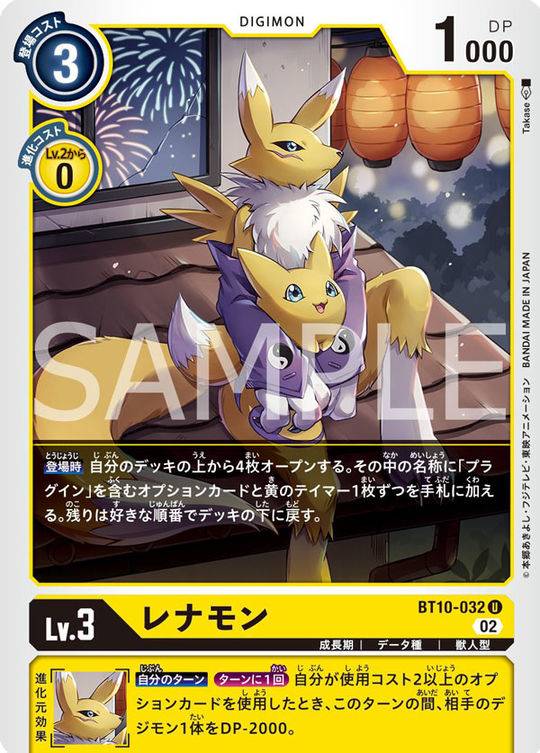 登場コスト
3
DIGIMON
DP
1000
進化コスト
Lv.2から
0
Takase
SAMPLE
BANDAI MADE IN JAPAN
©本郷あきよし・フジテレビ・東映アニメーション
登場時 自分のデッキの上から4枚オープンする。その中の名称に「プラ
グイン」を含むオプションカードと黄のテイマー1枚ずつを手札に加え
る。残りは好きな順番でデッキの下に戻す。
Lv.3
レナモン
BT10-032 U
02
成長期 | データ種 | 獣人型
進化元効果
自分のターン ターンに1回 自分が使用コスト2以上のオプ
ションカードを使用したとき、このターンの間、相手のデ
ジモン1体をDP-2000。